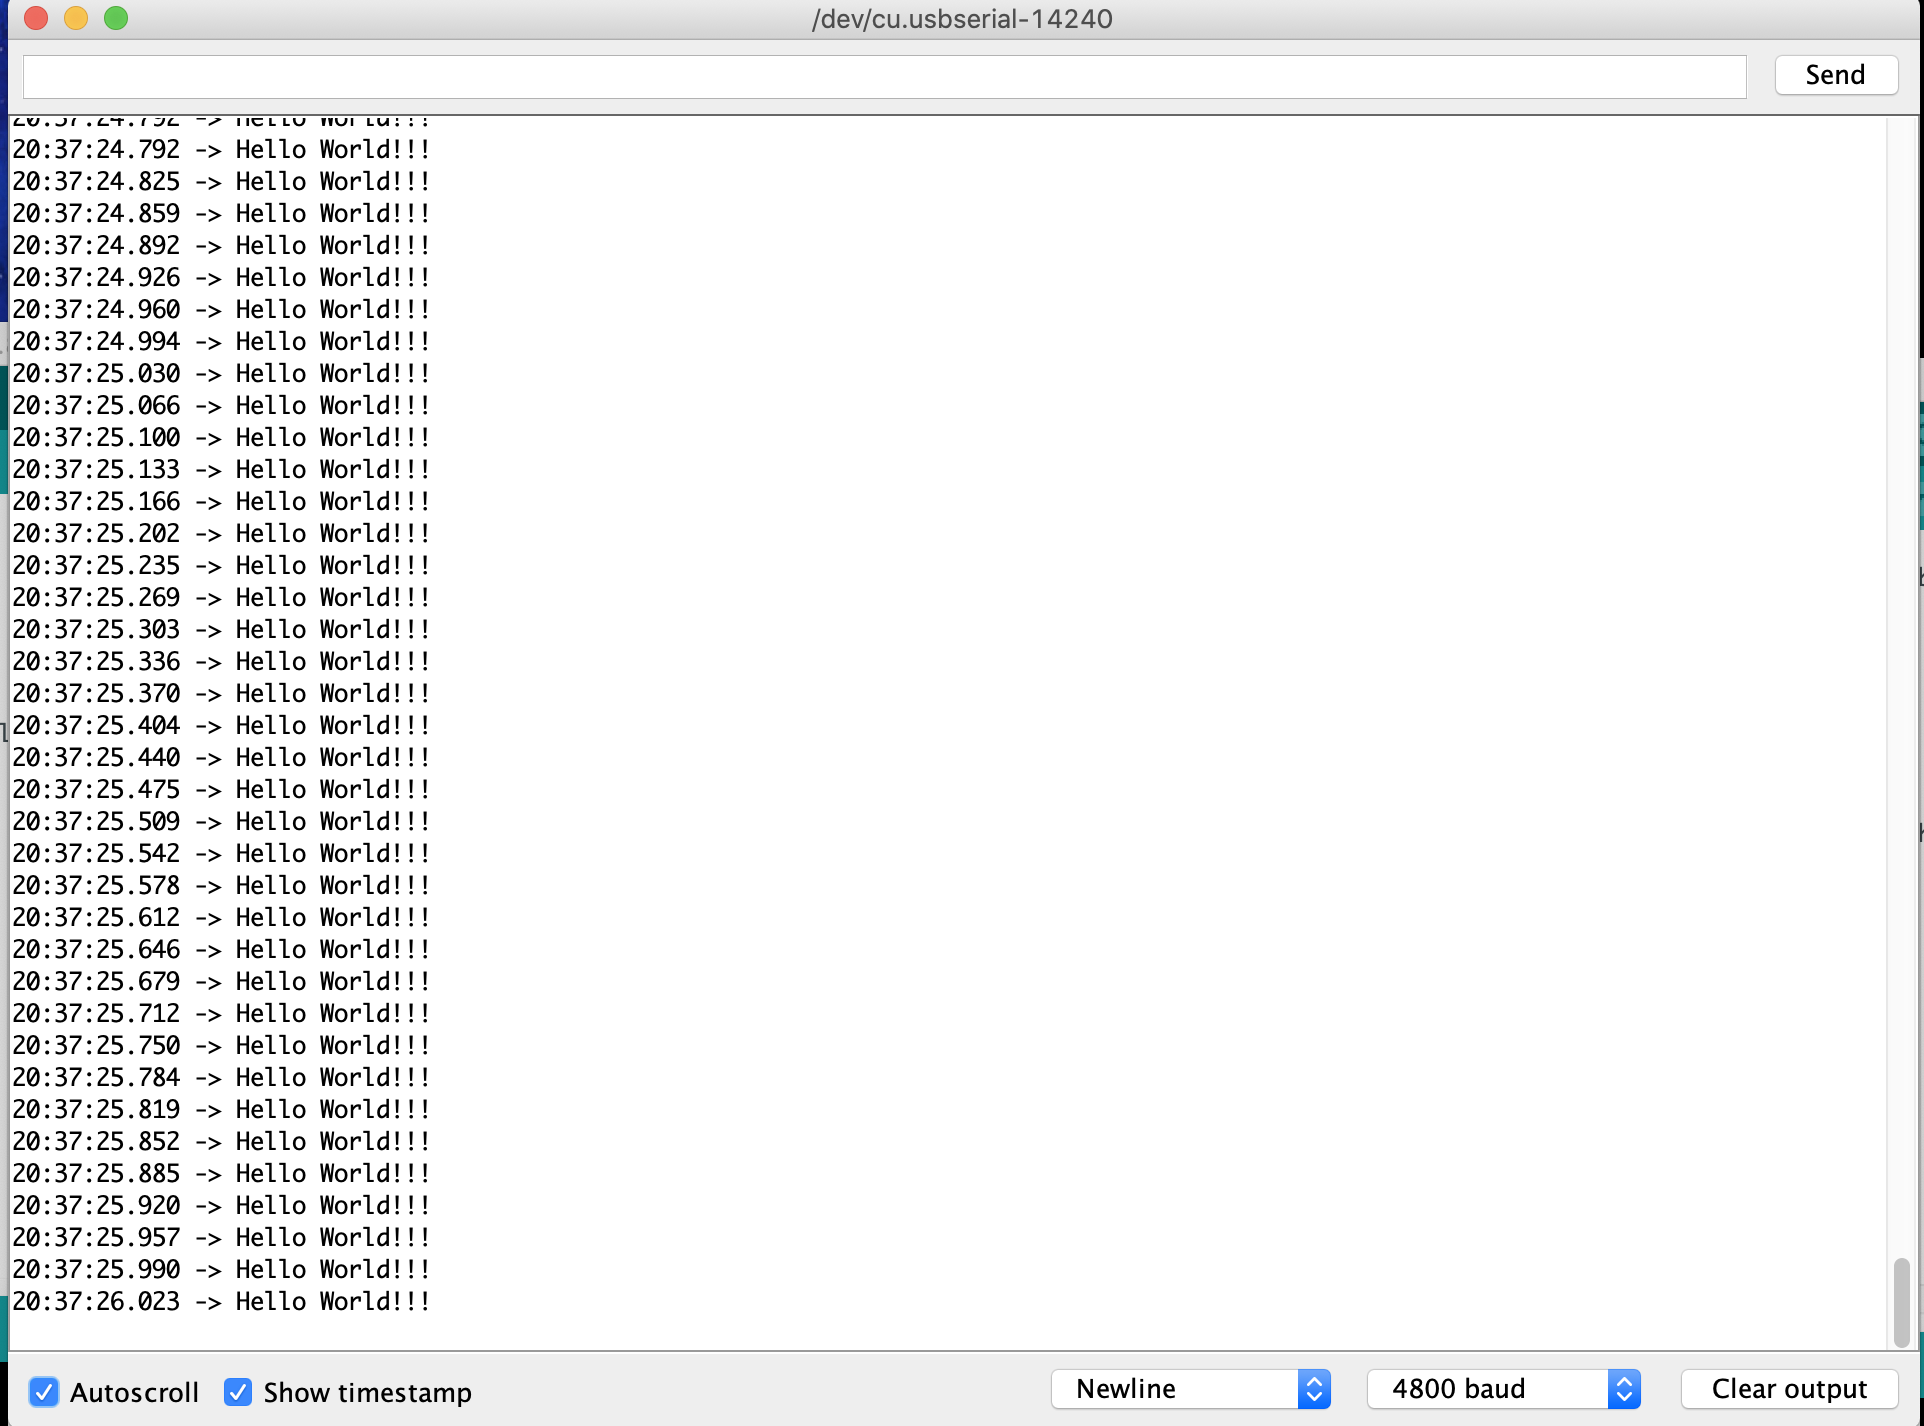 /dev/cu.usbserial-14240
Send
20:37:24.792 -> Hello World!!!
20:37:24.792 -> Hello World!!!
20:37:24.825 -> Hello World!!!
20:37:24.859 -> Hello World!!!
20:37:24.892 -> Hello World!!!
20:37:24.926 -> Hello World!!!
20:37:24.960 -> Hello World!!!
20:37:24.994 -> Hello World!!!
20:37:25.030 -> Hello World!!!
20:37:25.066 -> Hello World!!!
20:37:25.100 -> Hello World!!!
20:37:25.133 -> Hello World!!!
20:37:25.166 -> Hello World!!!
20:37:25.202 -> Hello World!!!
20:37:25.235 -> Hello World!!!
20:37:25.269 -> Hello World!!!
20:37:25.303 -> Hello World!!!
20:37:25.336 -> Hello World!!!
20:37:25.370 -> Hello World!!!
20:37:25.404 -> Hello World!!!
20:37:25.440 -> Hello World!!!
20:37:25.475 -> Hello World!!!
20:37:25.509 -> Hello World!!!
20:37:25.542 -> Hello World!!!
20:37:25.578 -> Hello World!!!
20:37:25.612 -> Hello World!!!
20:37:25.646 -> Hello World!!!
20:37:25.679 -> Hello World!!!
20:37:25.712 -> Hello World!!!
20:37:25.750 -> Hello World!!!
20:37:25.784 -> Hello World!!!
20:37:25.819 -> Hello World!!!
20:37:25.852 -> Hello World!!!
20:37:25.885 -> Hello World!!!
20:37:25.920 -> Hello World!!!
20:37:25.957 -> Hello World!!!
20:37:25.990 -> Hello World!!!
20:37:26.023 -> Hello World!!!
Autoscroll Show timestamp Newline 4800 baud Clear output